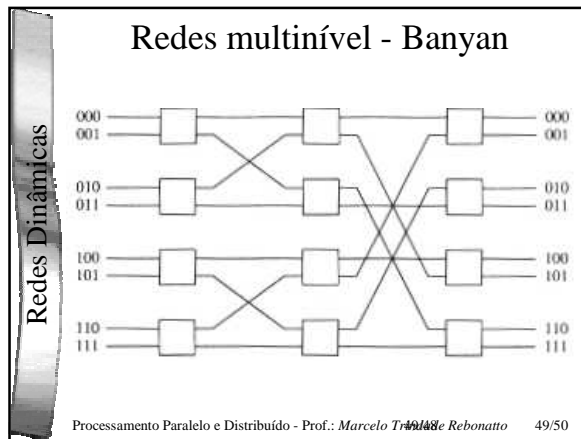 Redes multinível - Banyan
Redes Dinâmicas
000 000
001 001
010 010
011 011
100 100
101 101
110 110
111 111
Processamento Paralelo e Distribuído - Prof.: Marcelo Rebonatto 49/50